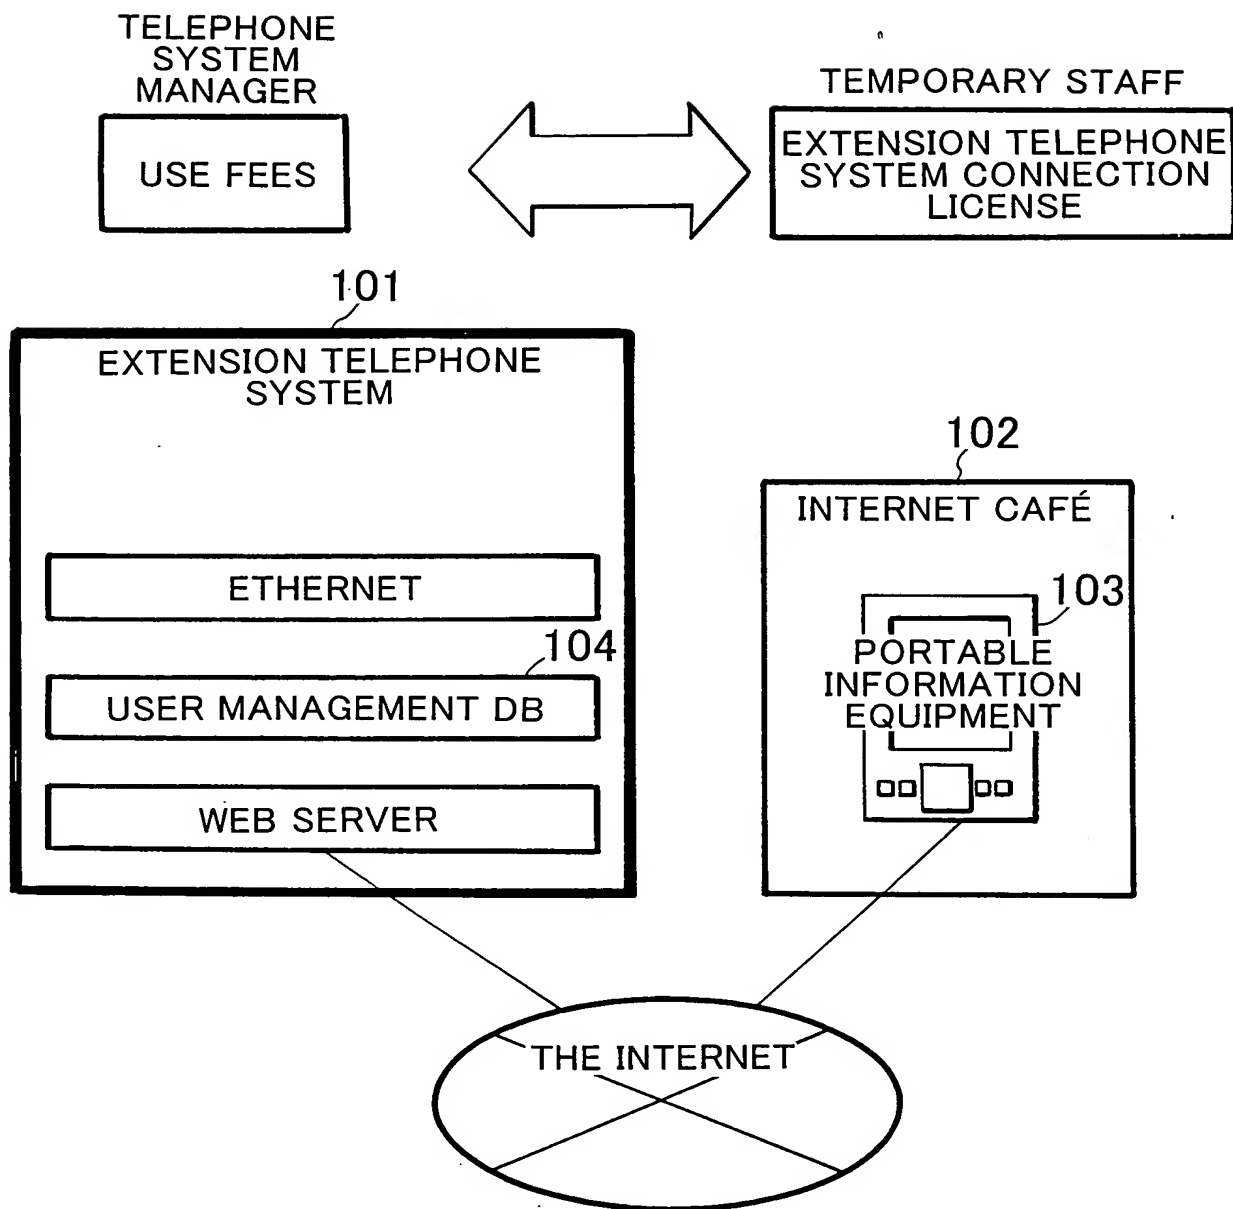 TELEPHONE
SYSTEM
MANAGER
USE FEES
TEMPORARY STAFF
EXTENSION TELEPHONE
SYSTEM CONNECTION
LICENSE
101
EXTENSION TELEPHONE
SYSTEM
ETHERNET
104
USER MANAGEMENT DB
WEB SERVER
102
INTERNET CAFÉ
103
PORTABLE
INFORMATION
EQUIPMENT
THE INTERNET